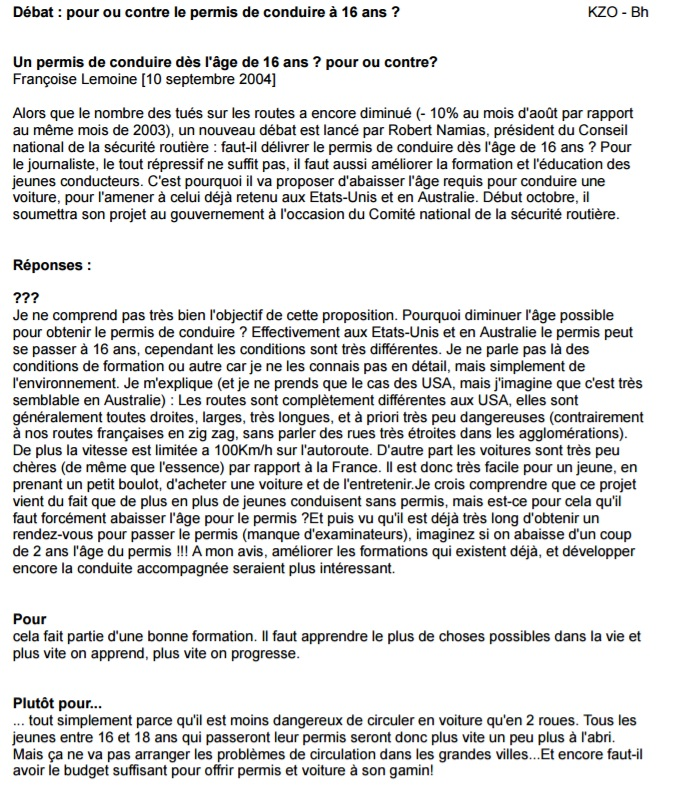 Débat : pour ou contre le permis de conduire à 16 ans ? KZO - Bh
Un permis de conduire dès l'âge de 16 ans ? pour ou contre?
Françoise Lemoine [10 septembre 2004]
Alors que le nombre des tués sur les routes a encore diminué (- 10% au mois d'août par rapport
au même mois de 2003), un nouveau débat est lancé par Robert Namias, président du Conseil
national de la sécurité routière : faut-il délivrer le permis de conduire dès l'âge de 16 ans ? Pour
le journaliste, le tout répressif ne suffit pas, il faut aussi améliorer la formation et l'éducation des
jeunes conducteurs. C'est pourquoi il va proposer d'abaisser l'âge requis pour conduire une
voiture, pour l'amener à celui déjà retenu aux Etats-Unis et en Australie. Début octobre, il
soumettra son projet au gouvernement à l'occasion du Comité national de la sécurité routière.
Réponses :
???
Je ne comprend pas très bien l'objectif de cette proposition. Pourquoi diminuer l'âge possible
pour obtenir le permis de conduire ? Effectivement aux Etats-Unis et en Australie le permis peut
se passer à 16 ans, cependant les conditions sont très différentes. Je ne parle pas là des
conditions de formation ou autre car je ne les connais pas en détail, mais simplement de
l'environnement. Je m'explique (et je ne prends que le cas des USA, mais j'imagine que c'est très
semblable en Australie) : Les routes sont complètement différentes aux USA, elles sont
généralement toutes droites, larges, très longues, et à priori très peu dangereuses (contrairement
à nos routes françaises en zig zag, sans parler des rues très étroites dans les agglomérations).
De plus la vitesse est limitée a 100Km/h sur l'autoroute. D'autre part les voitures sont très peu
chères (de même que l'essence) par rapport à la France. Il est donc très facile pour un jeune, en
prenant un petit boulot, d'acheter une voiture et de l'entretenir.Je crois comprendre que ce projet
vient du fait que de plus en plus de jeunes conduisent sans permis, mais est-ce pour cela qu'il
faut forcément abaisser l'âge pour le permis ?Et puis vu qu'il est déjà très long d'obtenir un
rendez-vous pour passer le permis (manque d'examinateurs), imaginez si on abaisse d'un coup
de 2 ans l'âge du permis !!! A mon avis, améliorer les formations qui existent déjà, et développer
encore la conduite accompagnée seraient plus intéressant.
Pour
cela fait partie d'une bonne formation. Il faut apprendre le plus de choses possibles dans la vie et
plus vite on apprend, plus vite on progresse.
Plutôt pour...
... tout simplement parce qu'il est moins dangereux de circuler en voiture qu'en 2 roues. Tous les
jeunes entre 16 et 18 ans qui passeront leur permis seront donc plus vite un peu plus à l'abri.
Mais ça ne va pas arranger les problèmes de circulation dans les grandes villes...Et encore faut-il
avoir le budget suffisant pour offrir permis et voiture à son gamin!